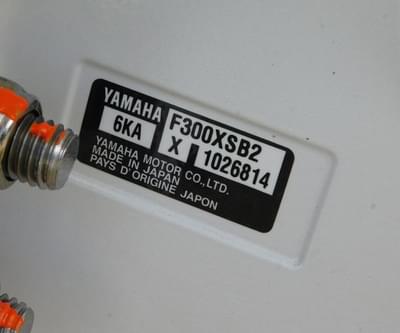 YAMAHA F300XSB2
6KA X 1026814
YAMAHA MOTOR CO.,LTD.
MADE IN JAPAN
PAYS D'ORIGINE JAPON